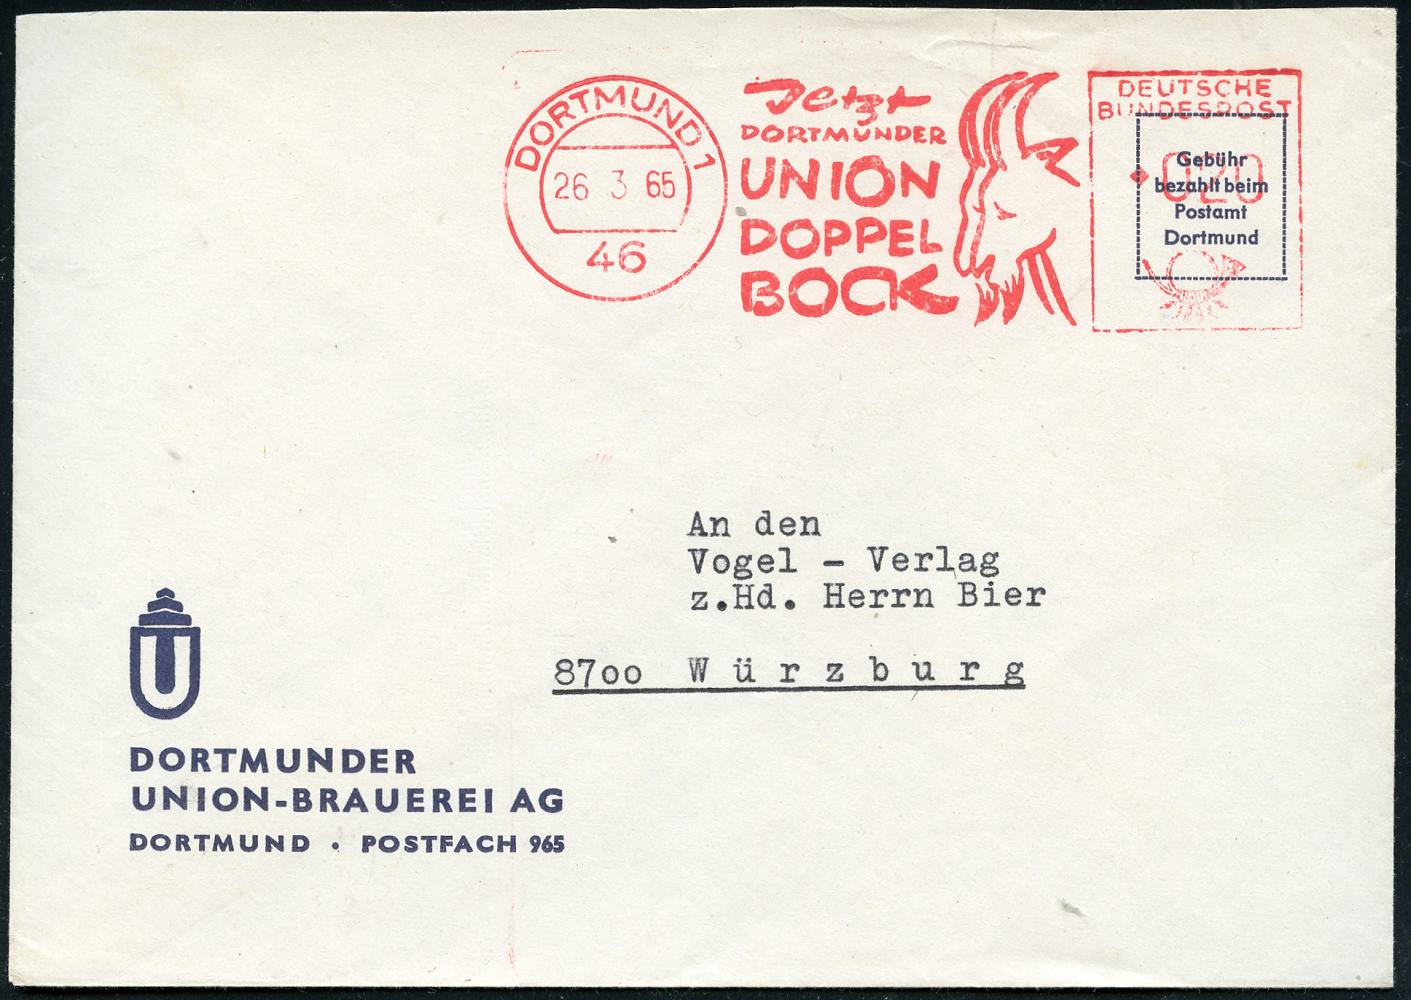 DORTMUND 1
26 3 65
46
Jetzt
DORTMUNDER
UNION
DOPPEL
BOCK
DEUTSCHE
BUNDESPOST
020
Gebühr
bezahlt beim
Postamt
Dortmund
An den
Vogel - Verlag
z.Hd. Herrn Bier
87oo W ü r z b u r g
U
DORTMUNDER
UNION-BRAUEREI AG
DORTMUND · POSTFACH 965